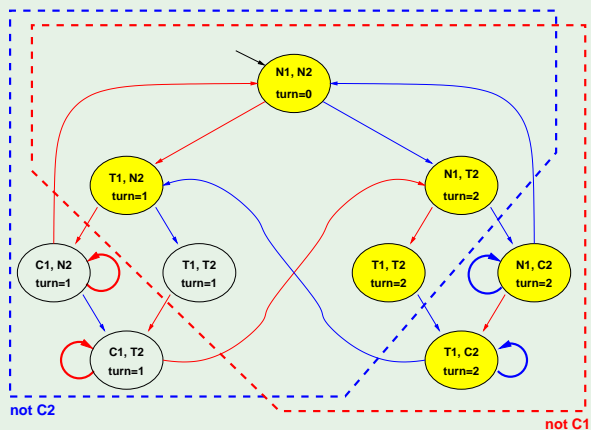 N1, N2
turn=0
T1, N2
turn=1
N1, T2
turn=2
C1, N2
turn=1
T1, T2
turn=1
T1, T2
turn=2
N1, C2
turn=2
C1, T2
turn=1
T1, C2
turn=2
not C2
not C1